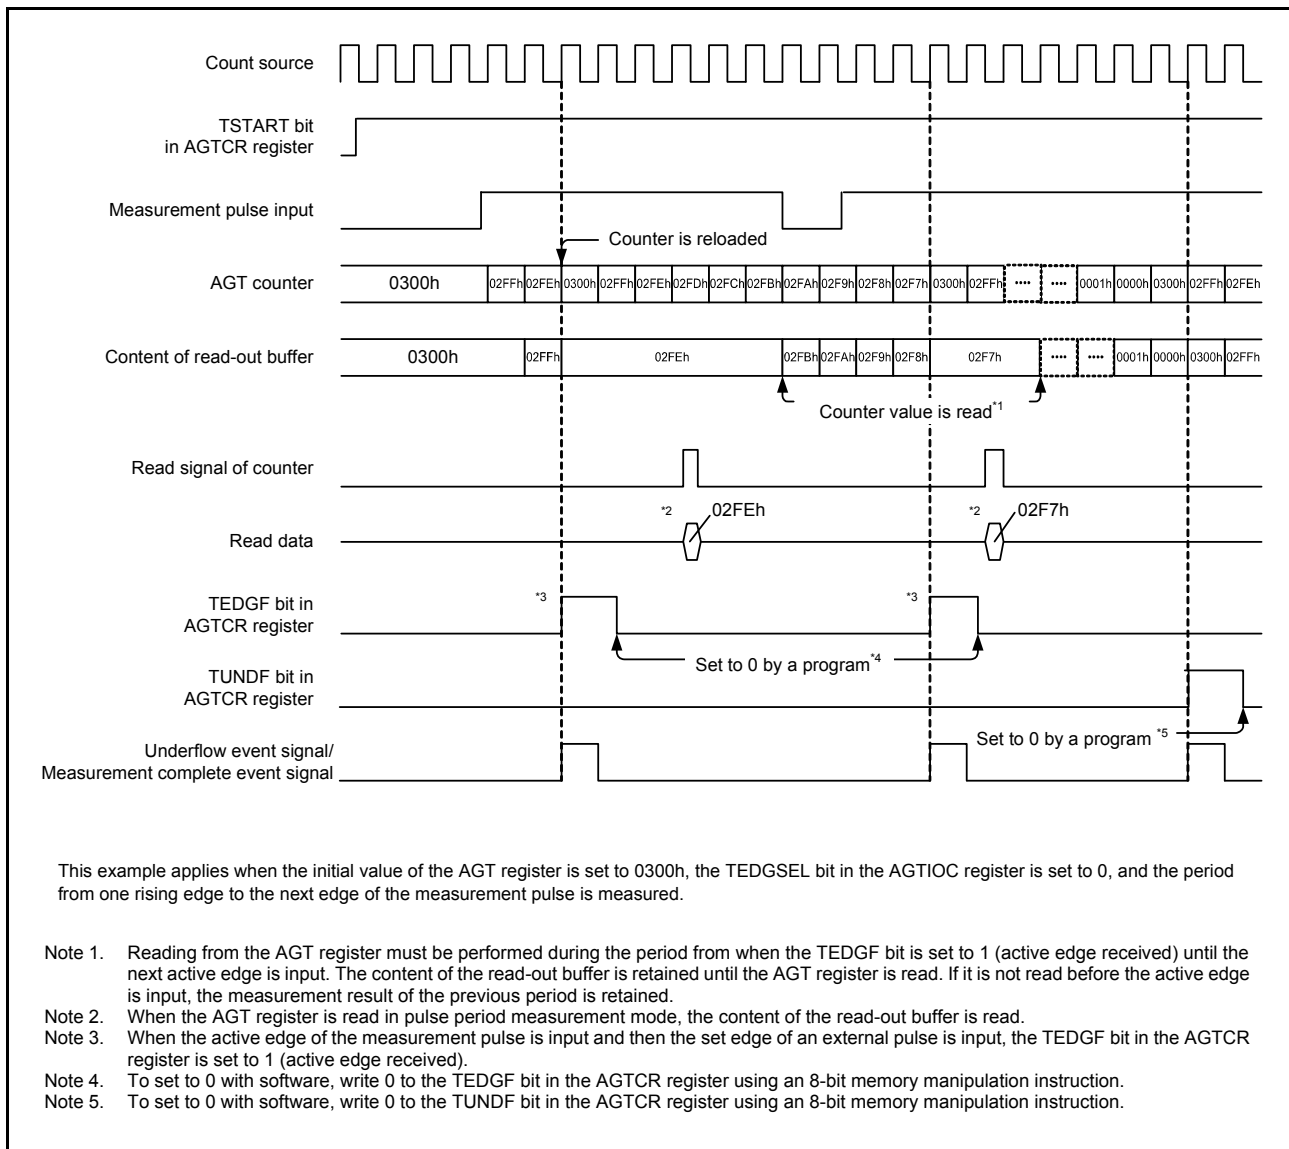 Count source
TSTART bit
in AGTCR register
Measurement pulse input
Counter is reloaded
AGT counter
0300h 02FFh 02FEh 0300h 02FFh 02FEh 02FDh 02FCh 02FBh 02FAh 02F9h 02F8h 02F7h 0300h 02FFh •••• •••• 0001h 0000h 0300h 02FFh 02FEh
Content of read-out buffer
0300h 02FFh 02FEh 02FBh 02FAh 02F9h 02F8h 02F7h •••• •••• 0001h 0000h 0300h 02FFh
Counter value is read*1
Read signal of counter
*2 02FEh *2 02F7h
Read data
TEDGF bit in
AGTCR register
*3 *3
Set to 0 by a program*4
TUNDF bit in
AGTCR register
Set to 0 by a program *5
Underflow event signal/
Measurement complete event signal
This example applies when the initial value of the AGT register is set to 0300h, the TEDGSEL bit in the AGTIOC register is set to 0, and the period
from one rising edge to the next edge of the measurement pulse is measured.
Note 1. Reading from the AGT register must be performed during the period from when the TEDGF bit is set to 1 (active edge received) until the
next active edge is input. The content of the read-out buffer is retained until the AGT register is read. If it is not read before the active edge
is input, the measurement result of the previous period is retained.
Note 2. When the AGT register is read in pulse period measurement mode, the content of the read-out buffer is read.
Note 3. When the active edge of the measurement pulse is input and then the set edge of an external pulse is input, the TEDGF bit in the AGTCR
register is set to 1 (active edge received).
Note 4. To set to 0 with software, write 0 to the TEDGF bit in the AGTCR register using an 8-bit memory manipulation instruction.
Note 5. To set to 0 with software, write 0 to the TUNDF bit in the AGTCR register using an 8-bit memory manipulation instruction.